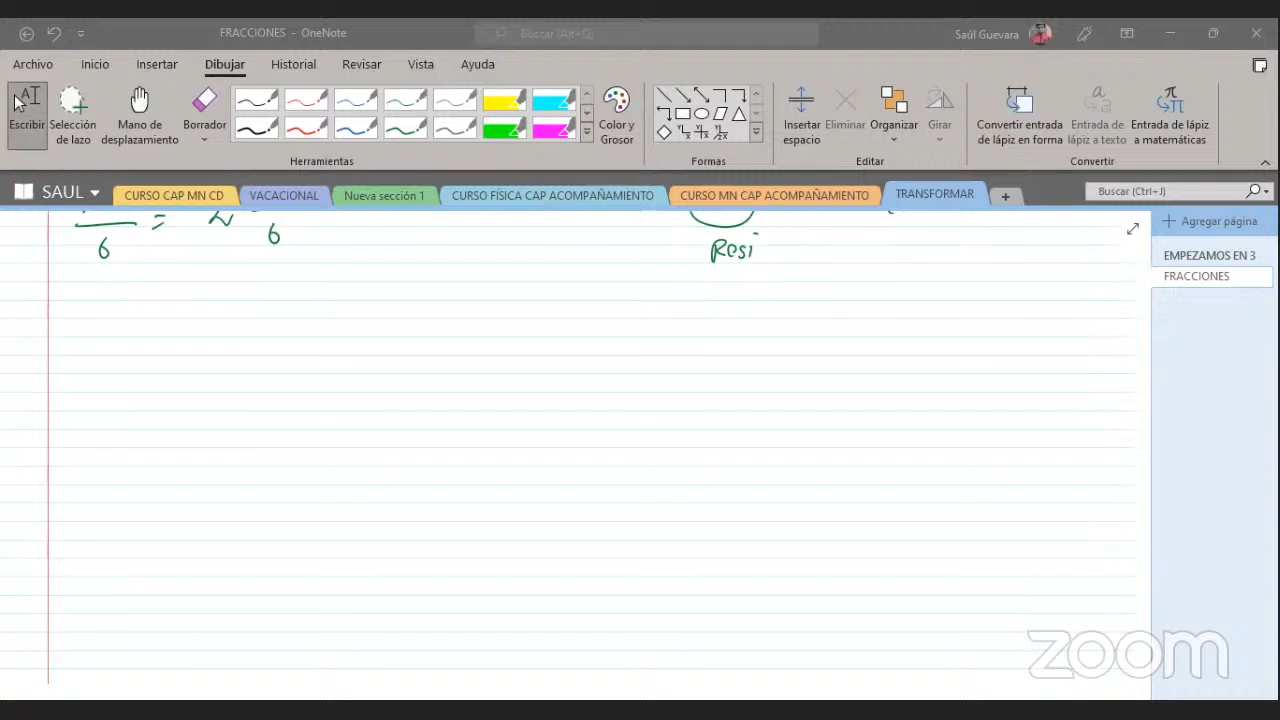 FRACCIONES - OneNote
Buscar (Alt+Q)
Saúl Guevara
Archivo Inicio Insertar Dibujar Historial Revisar Vista Ayuda
Escribir
Selección de lazo
Mano de desplazamiento
Borrador
Color y Grosor
Insertar espacio
Eliminar
Organizar
Girar
Convertir entrada de lápiz en forma
Entrada de lápiz a texto
Entrada de lápiz a matemáticas
Herramientas Formas Editar Convertir
SAUL
CURSO CAP MN CD
VACACIONAL
Nueva sección 1
CURSO FÍSICA CAP ACOMPAÑAMIENTO
CURSO MN CAP ACOMPAÑAMIENTO
TRANSFORMAR
Buscar (Ctrl+J)
Agregar página
EMPEZAMOS EN 3
FRACCIONES
6 = 6
Resi
zoom